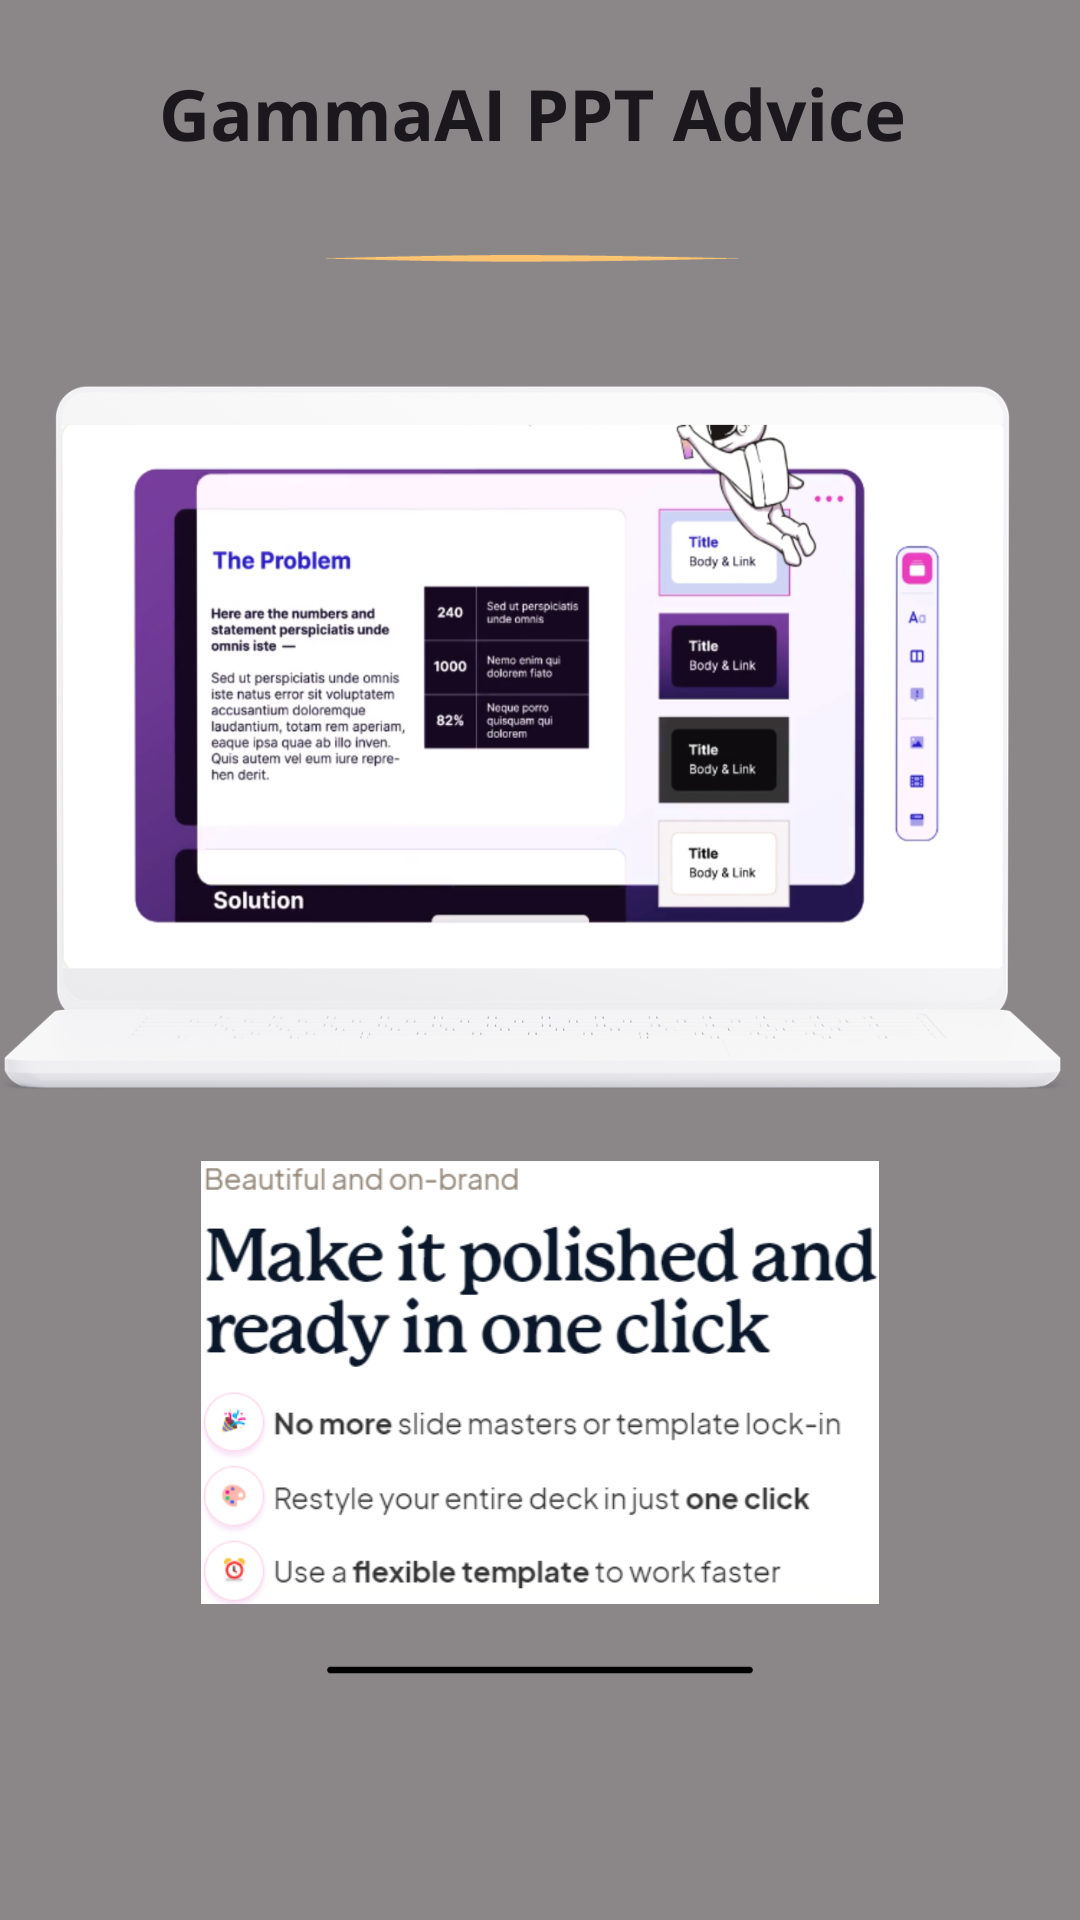 GammaAI PPT Advice
The Problem
Here are the numbers and
statement perspiciatis unde
omnis iste —
Sed ut perspiciatis unde omnis
iste natus error sit voluptatem
accusantium doloremque
laudantium, totam rem aperiam,
eaque ipsa quae ab illo inven.
Quis autem vel eum iure repre-
hen derit.
240
Sed ut perspiciatis
unde omnis
1000
Nemo enim qui
dolorem fiato
82%
Neque porro
quisquam qui
dolorem
Solution
Title
Body & Link
Title
Body & Link
Title
Body & Link
Title
Body & Link
Aa
Beautiful and on-brand
Make it polished and
ready in one click
No more slide masters or template lock-in
Restyle your entire deck in just one click
Use a flexible template to work faster